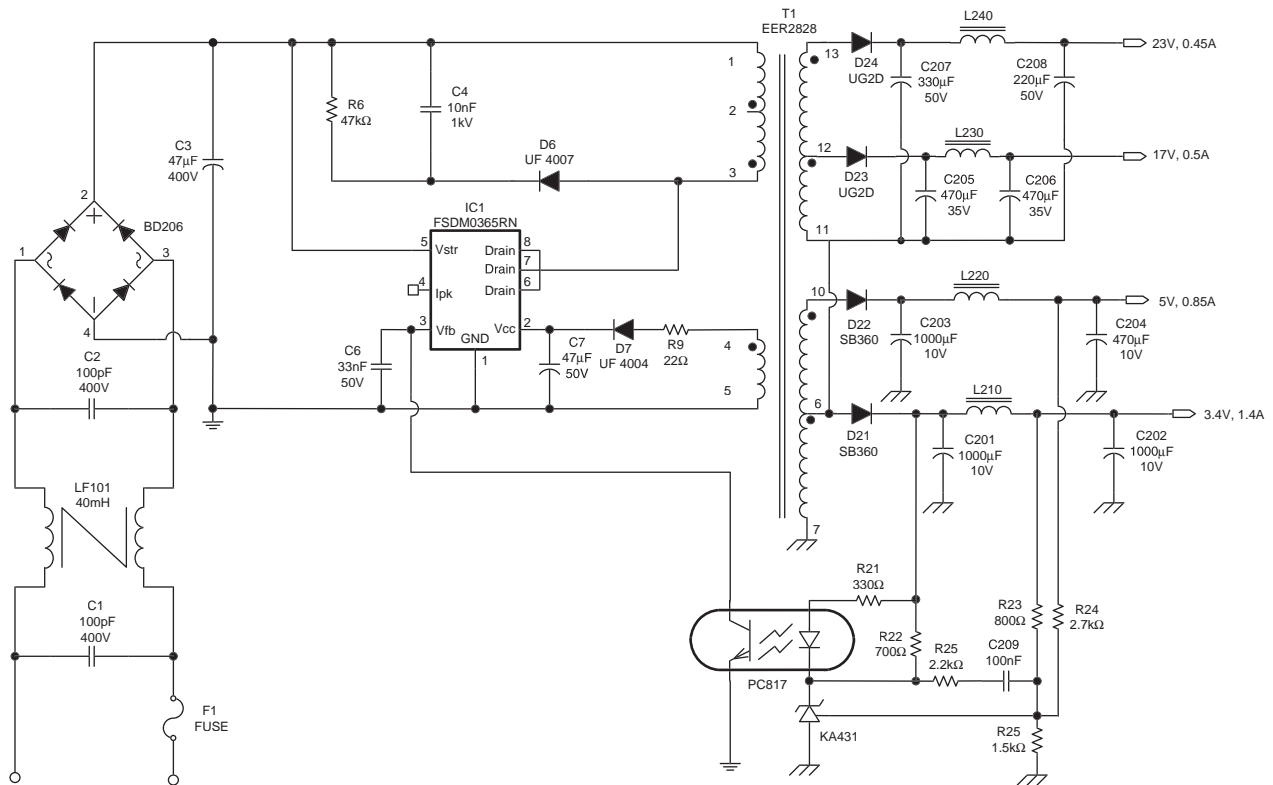 T1
EER2828
L240
23V, 0.45A
1
13
D24
UG2D
C207
330µF
50V
C208
220µF
50V
R6
47kΩ
C4
10nF
1kV
2
C3
47µF
400V
D6
UF 4007
3
12
L230
17V, 0.5A
D23
UG2D
C205
470µF
35V
C206
470µF
35V
2
BD206
1
3
4
IC1
FSDM0365RN
5
Vstr
Drain
8
Drain
7
Drain
6
4
Ipk
3
Vfb
Vcc
2
GND
1
11
10
L220
5V, 0.85A
D22
SB360
C203
1000µF
10V
C204
470µF
10V
C2
100pF
400V
C6
33nF
50V
C7
47µF
50V
D7
UF 4004
R9
22Ω
4
5
6
L210
3.4V, 1.4A
D21
SB360
C201
1000µF
10V
C202
1000µF
10V
LF101
40mH
7
R21
330Ω
C1
100pF
400V
R22
700Ω
R25
2.2kΩ
C209
100nF
R23
800Ω
R24
2.7kΩ
PC817
F1
FUSE
KA431
R25
1.5kΩ